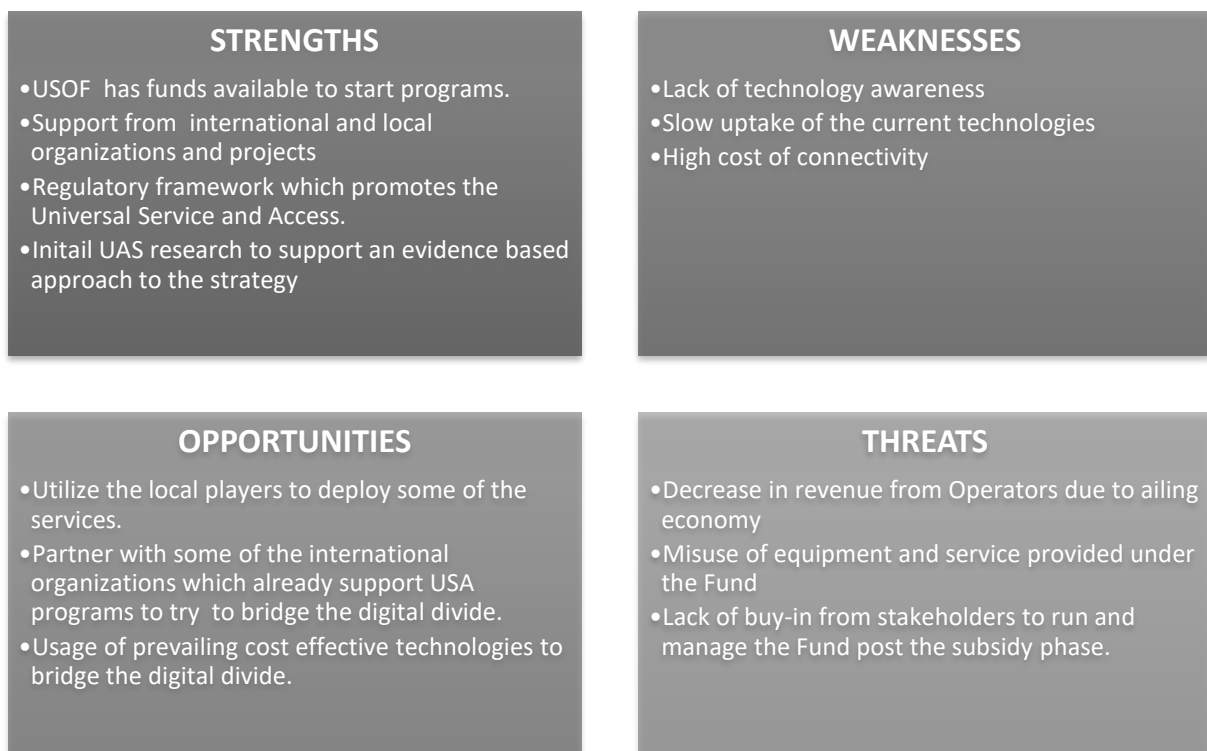 STRENGTHS
•USOF has funds available to start programs.
•Support from international and local
organizations and projects
•Regulatory framework which promotes the
Universal Service and Access.
•Initail UAS research to support an evidence based
approach to the strategy
WEAKNESSES
•Lack of technology awareness
•Slow uptake of the current technologies
•High cost of connectivity
OPPORTUNITIES
•Utilize the local players to deploy some of the
services.
•Partner with some of the international
organizations which already support USA
programs to try to bridge the digital divide.
•Usage of prevailing cost effective technologies to
bridge the digital divide.
THREATS
•Decrease in revenue from Operators due to ailing
economy
•Misuse of equipment and service provided under
the Fund
•Lack of buy-in from stakeholders to run and
manage the Fund post the subsidy phase.